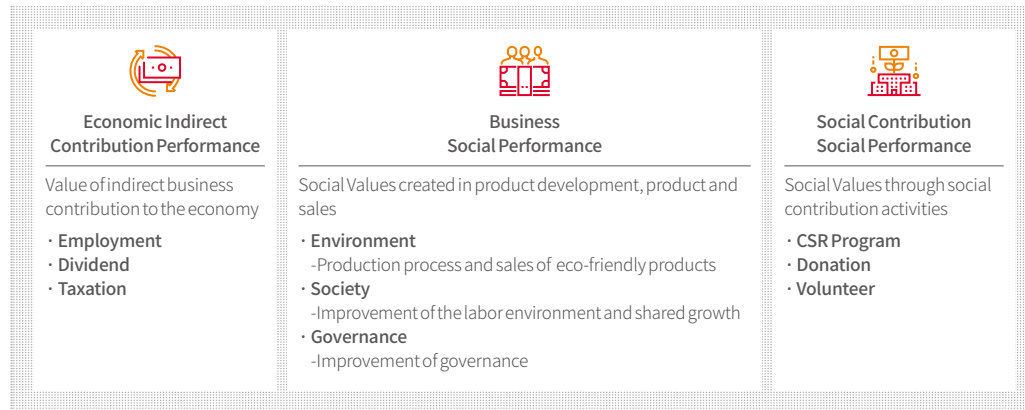 Economic Indirect
Contribution Performance
Value of indirect business
contribution to the economy
· Employment
· Dividend
· Taxation
Business
Social Performance
Social Values created in product development, product and
sales
· Environment
-Production process and sales of eco-friendly products
· Society
-Improvement of the labor environment and shared growth
· Governance
-Improvement of governance
Social Contribution
Social Performance
Social Values through social
contribution activities
· CSR Program
· Donation
· Volunteer